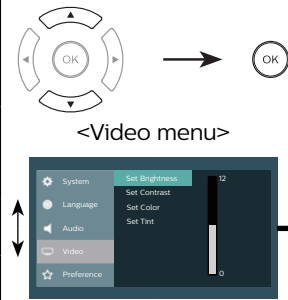 OK
OK
<Video menu>
System
Language
Audio
Video
Preference
Set Brightness
Set Contrast
Set Color
Set Tint
12
0